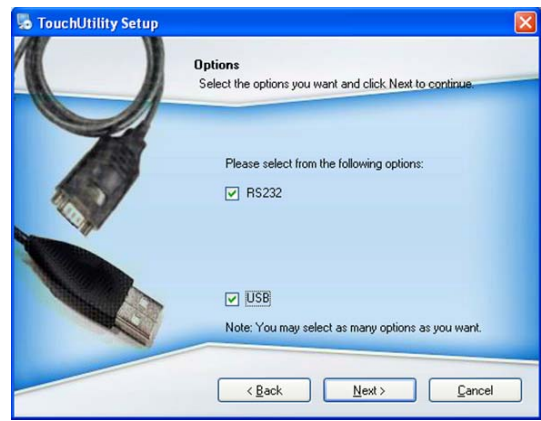 TouchUtility Setup
Options
Select the options you want and click Next to continue.
Please select from the following options:
RS232
USB
Note: You may select as many options as you want.
< Back Next > Cancel